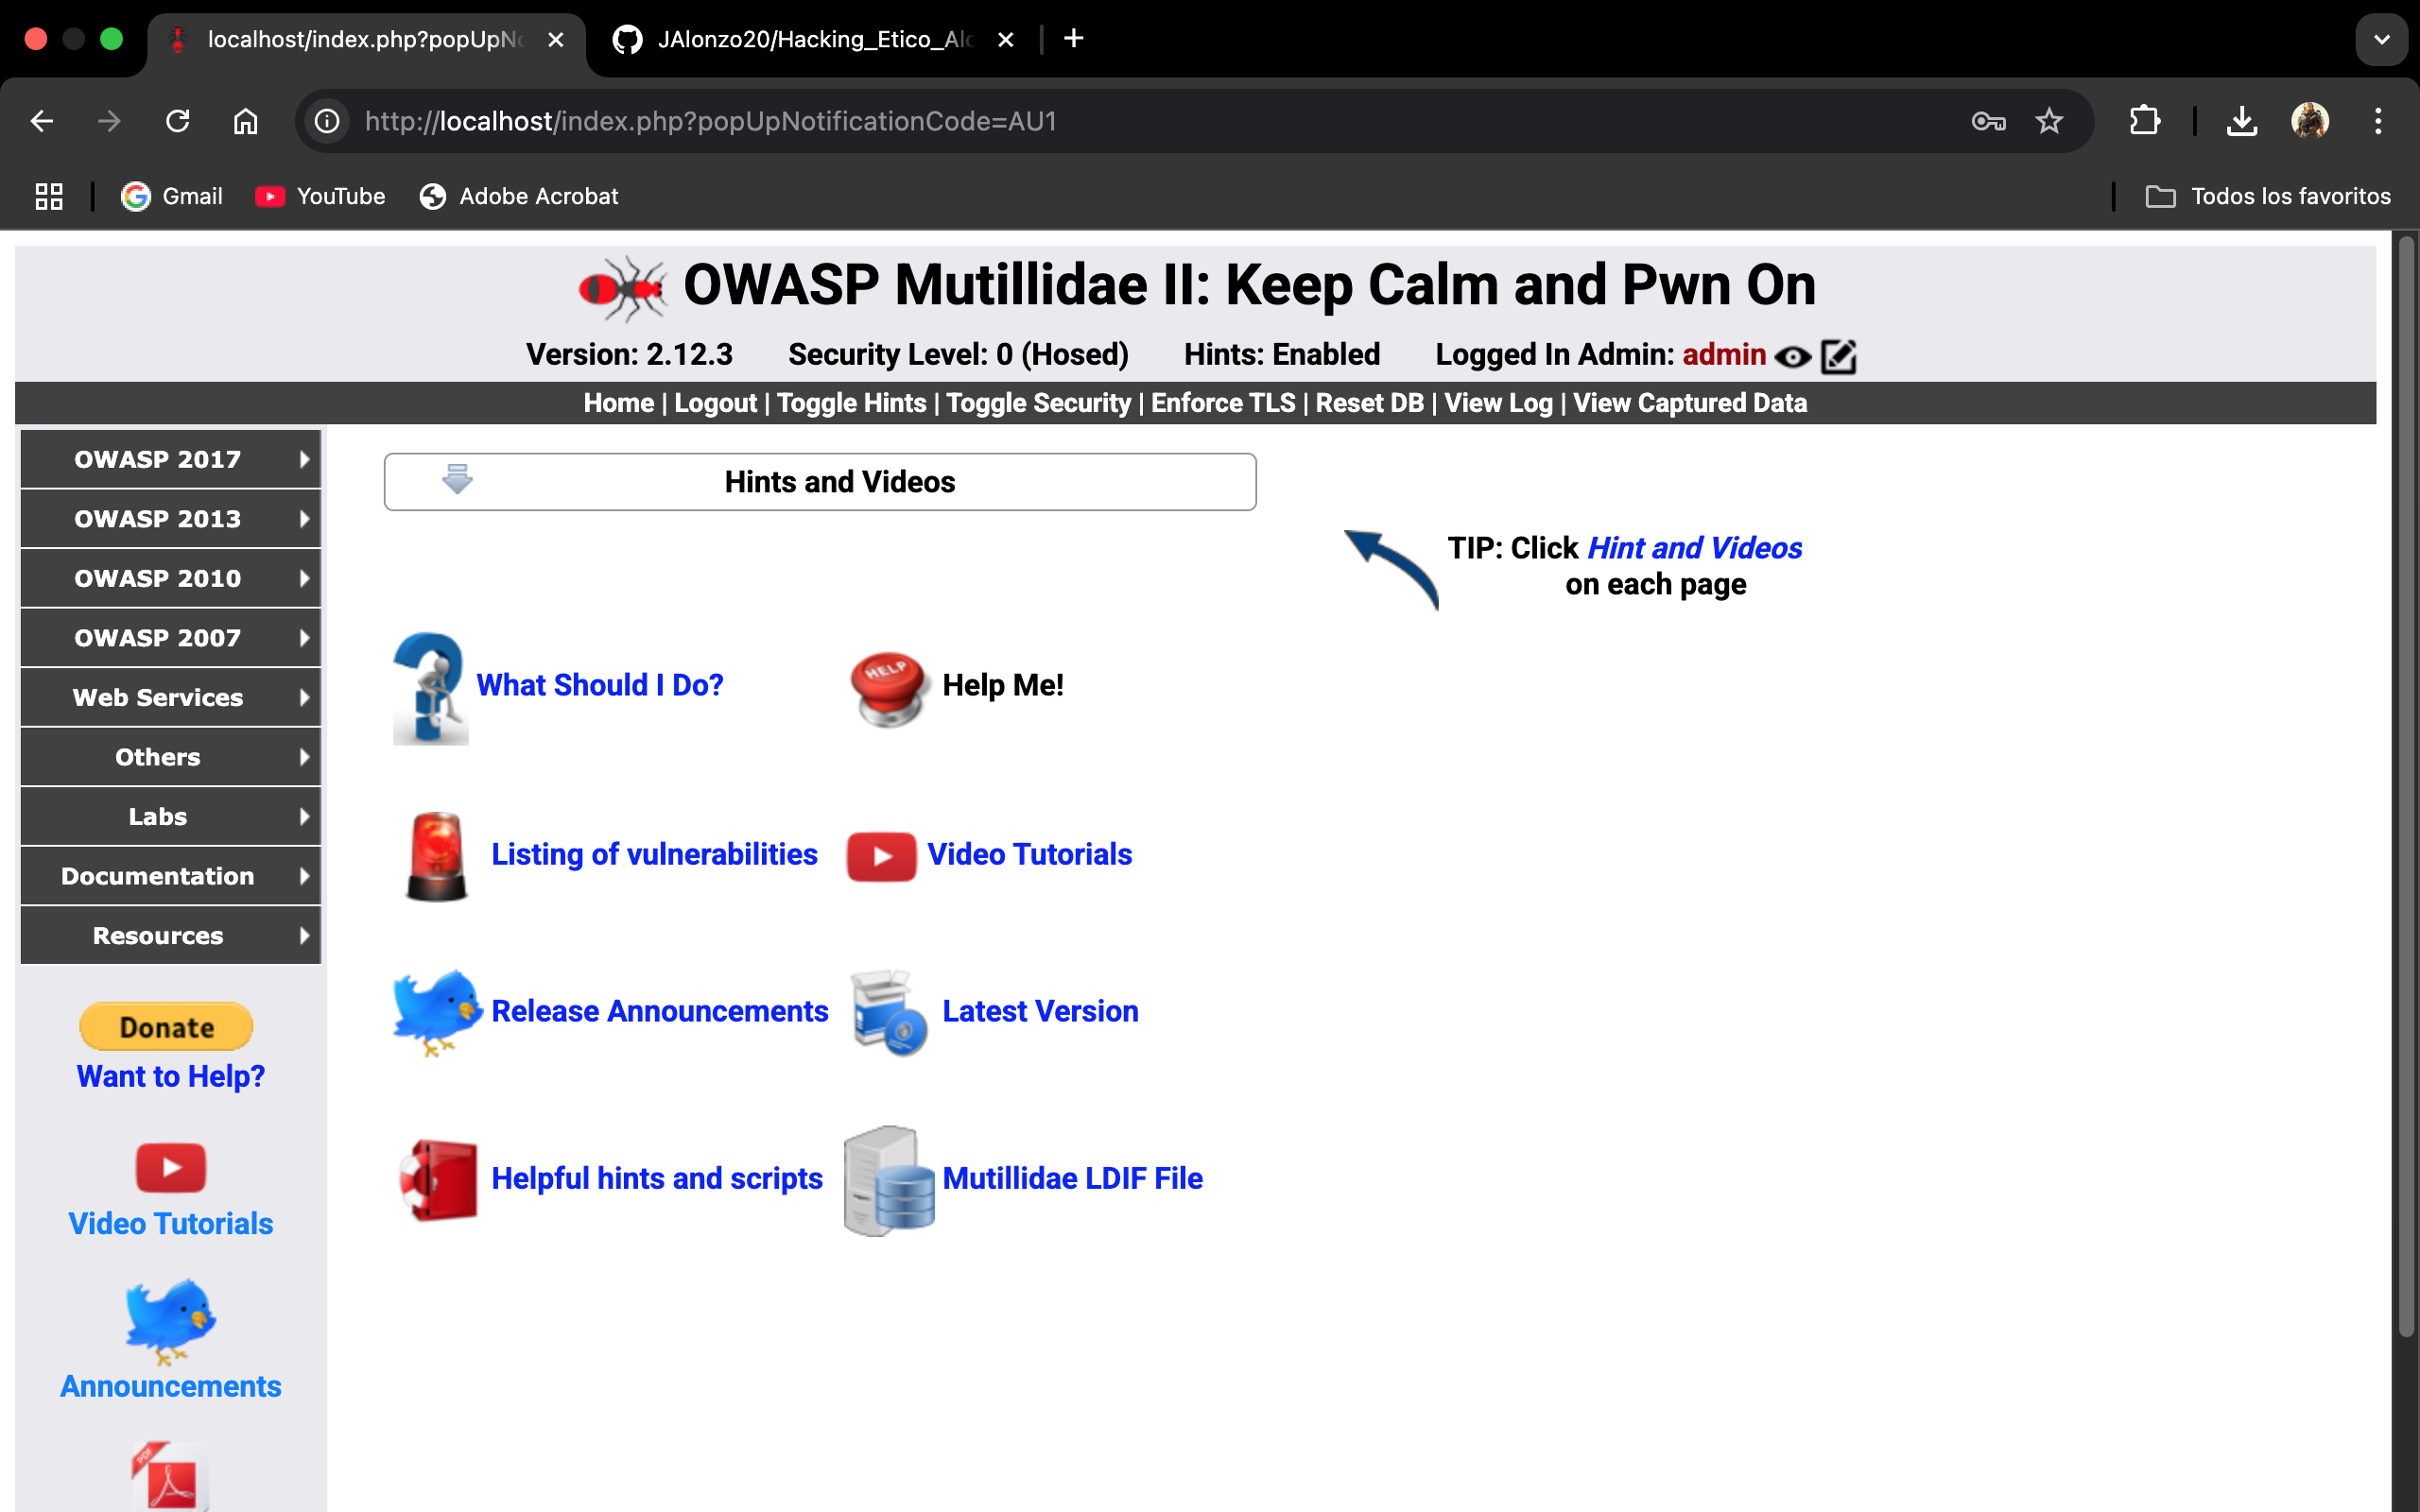 localhost/index.php?popUpNo
JAlonzo20/Hacking_Etico_Alo
http://localhost/index.php?popUpNotificationCode=AU1
Gmail
YouTube
Adobe Acrobat
Todos los favoritos
OWASP Mutillidae II: Keep Calm and Pwn On
Version: 2.12.3 Security Level: 0 (Hosed) Hints: Enabled Logged In Admin: admin
Home | Logout | Toggle Hints | Toggle Security | Enforce TLS | Reset DB | View Log | View Captured Data
OWASP 2017
OWASP 2013
OWASP 2010
OWASP 2007
Web Services
Others
Labs
Documentation
Resources
Donate
Want to Help?
Video Tutorials
Announcements
PDF
Hints and Videos
TIP: Click Hint and Videos
on each page
What Should I Do?
HELP
Help Me!
Listing of vulnerabilities
Video Tutorials
Release Announcements
Latest Version
Helpful hints and scripts
Mutillidae LDIF File